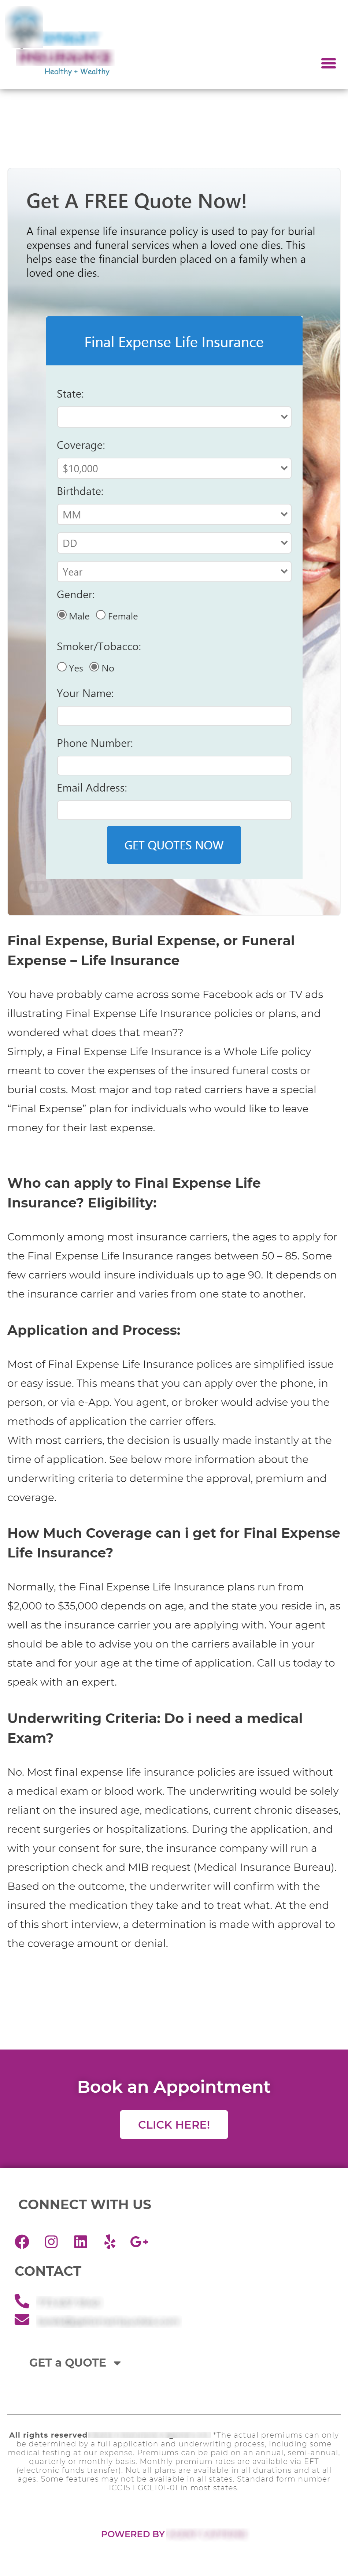 Healthy + Wealthy
Get A FREE Quote Now!
A final expense life insurance policy is used to pay for burial
expenses and funeral services when a loved one dies. This
helps ease the financial burden placed on a family when a
loved one dies.
Final Expense Life Insurance
State:
Coverage:
$10,000
Birthdate:
MM
DD
Year
Gender:
Male Female
Smoker/Tobacco:
Yes No
Your Name:
Phone Number:
Email Address:
GET QUOTES NOW
Final Expense, Burial Expense, or Funeral
Expense – Life Insurance
You have probably came across some Facebook ads or TV ads
illustrating Final Expense Life Insurance policies or plans, and
wondered what does that mean??
Simply, a Final Expense Life Insurance is a Whole Life policy
meant to cover the expenses of the insured funeral costs or
burial costs. Most major and top rated carriers have a special
“Final Expense” plan for individuals who would like to leave
money for their last expense.
Who can apply to Final Expense Life
Insurance? Eligibility:
Commonly among most insurance carriers, the ages to apply for
the Final Expense Life Insurance ranges between 50 – 85. Some
few carriers would insure individuals up to age 90. It depends on
the insurance carrier and varies from one state to another.
Application and Process:
Most of Final Expense Life Insurance polices are simplified issue
or easy issue. This means that you can apply over the phone, in
person, or via e-App. You agent, or broker would advise you the
methods of application the carrier offers.
With most carriers, the decision is usually made instantly at the
time of application. See below more information about the
underwriting criteria to determine the approval, premium and
coverage.
How Much Coverage can i get for Final Expense
Life Insurance?
Normally, the Final Expense Life Insurance plans run from
$2,000 to $35,000 depends on age, and the state you reside in, as
well as the insurance carrier you are applying with. Your agent
should be able to advise you on the carriers available in your
state and for your age at the time of application. Call us today to
speak with an expert.
Underwriting Criteria: Do i need a medical
Exam?
No. Most final expense life insurance policies are issued without
a medical exam or blood work. The underwriting would be solely
reliant on the insured age, medications, current chronic diseases,
recent surgeries or hospitalizations. During the application, and
with your consent for sure, the insurance company will run a
prescription check and MIB request (Medical Insurance Bureau).
Based on the outcome, the underwriter will confirm with the
insured the medication they take and to treat what. At the end
of this short interview, a determination is made with approval to
the coverage amount or denial.
Book an Appointment
CLICK HERE!
CONNECT WITH US
CONTACT
GET a QUOTE
All rights reserved *The actual premiums can only
be determined by a full application and underwriting process, including some
medical testing at our expense. Premiums can be paid on an annual, semi-annual,
quarterly or monthly basis. Monthly premium rates are available via EFT
(electronic funds transfer). Not all plans are available in all durations and at all
ages. Some features may not be available in all states. Standard form number
ICC15 FGCLT01-01 in most states.
POWERED BY